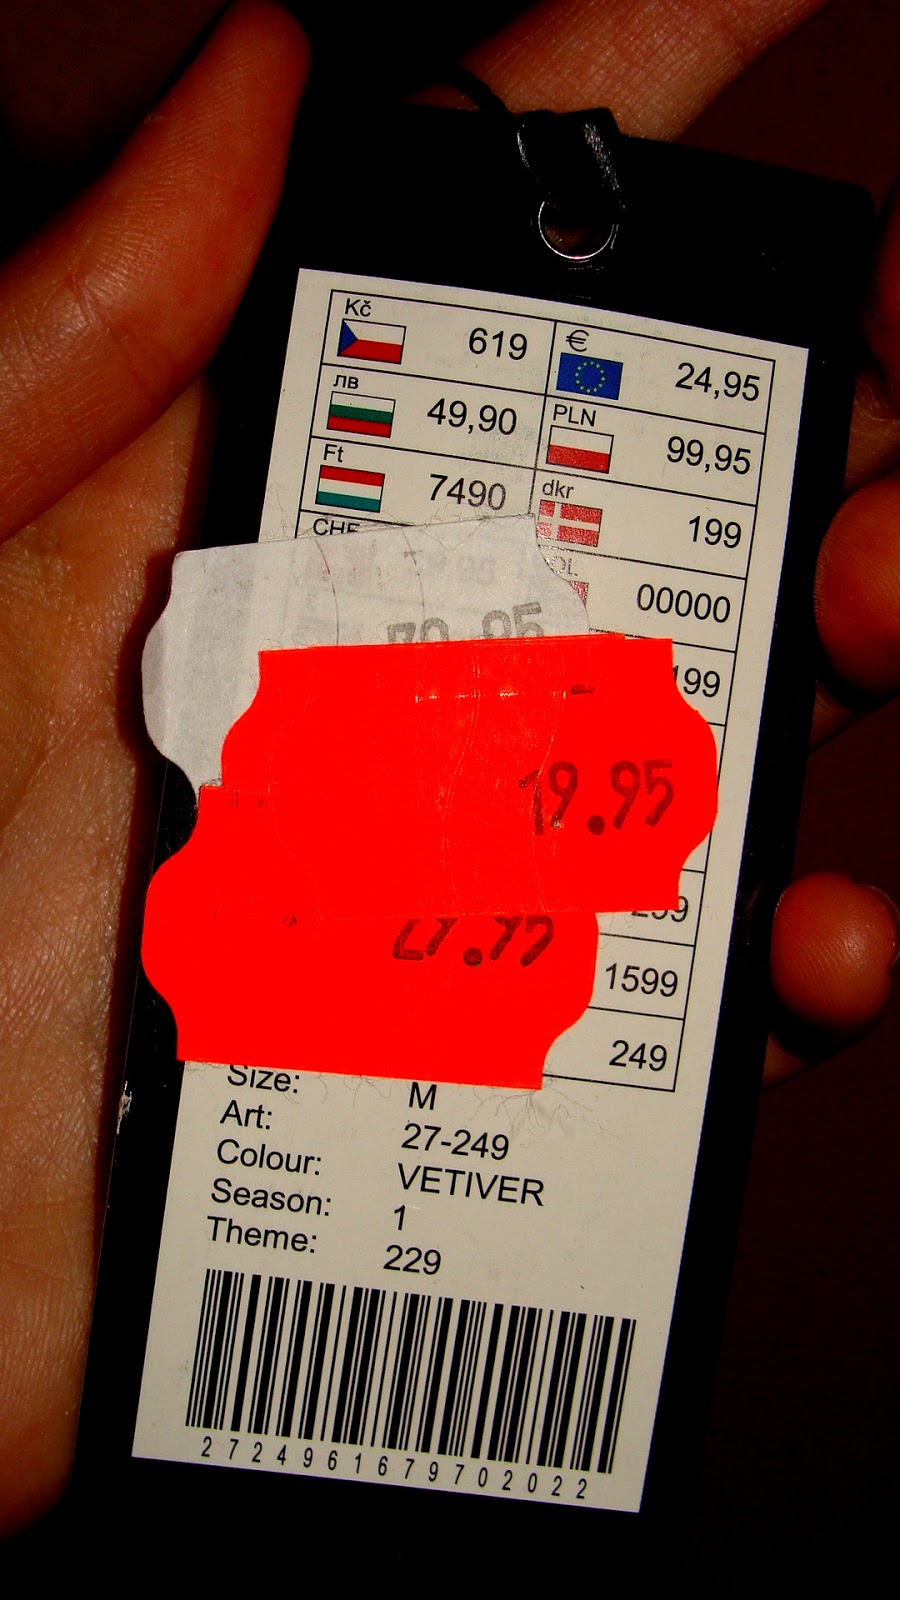 Kč 619 € 24,95
лв 49,90 PLN 99,95
Ft 7490 dkr 199
CHF
00000
199
19.95
1599
249
Size: M
Art: 27-249
Colour: VETIVER
Season: 1
Theme: 229
2724961679702022